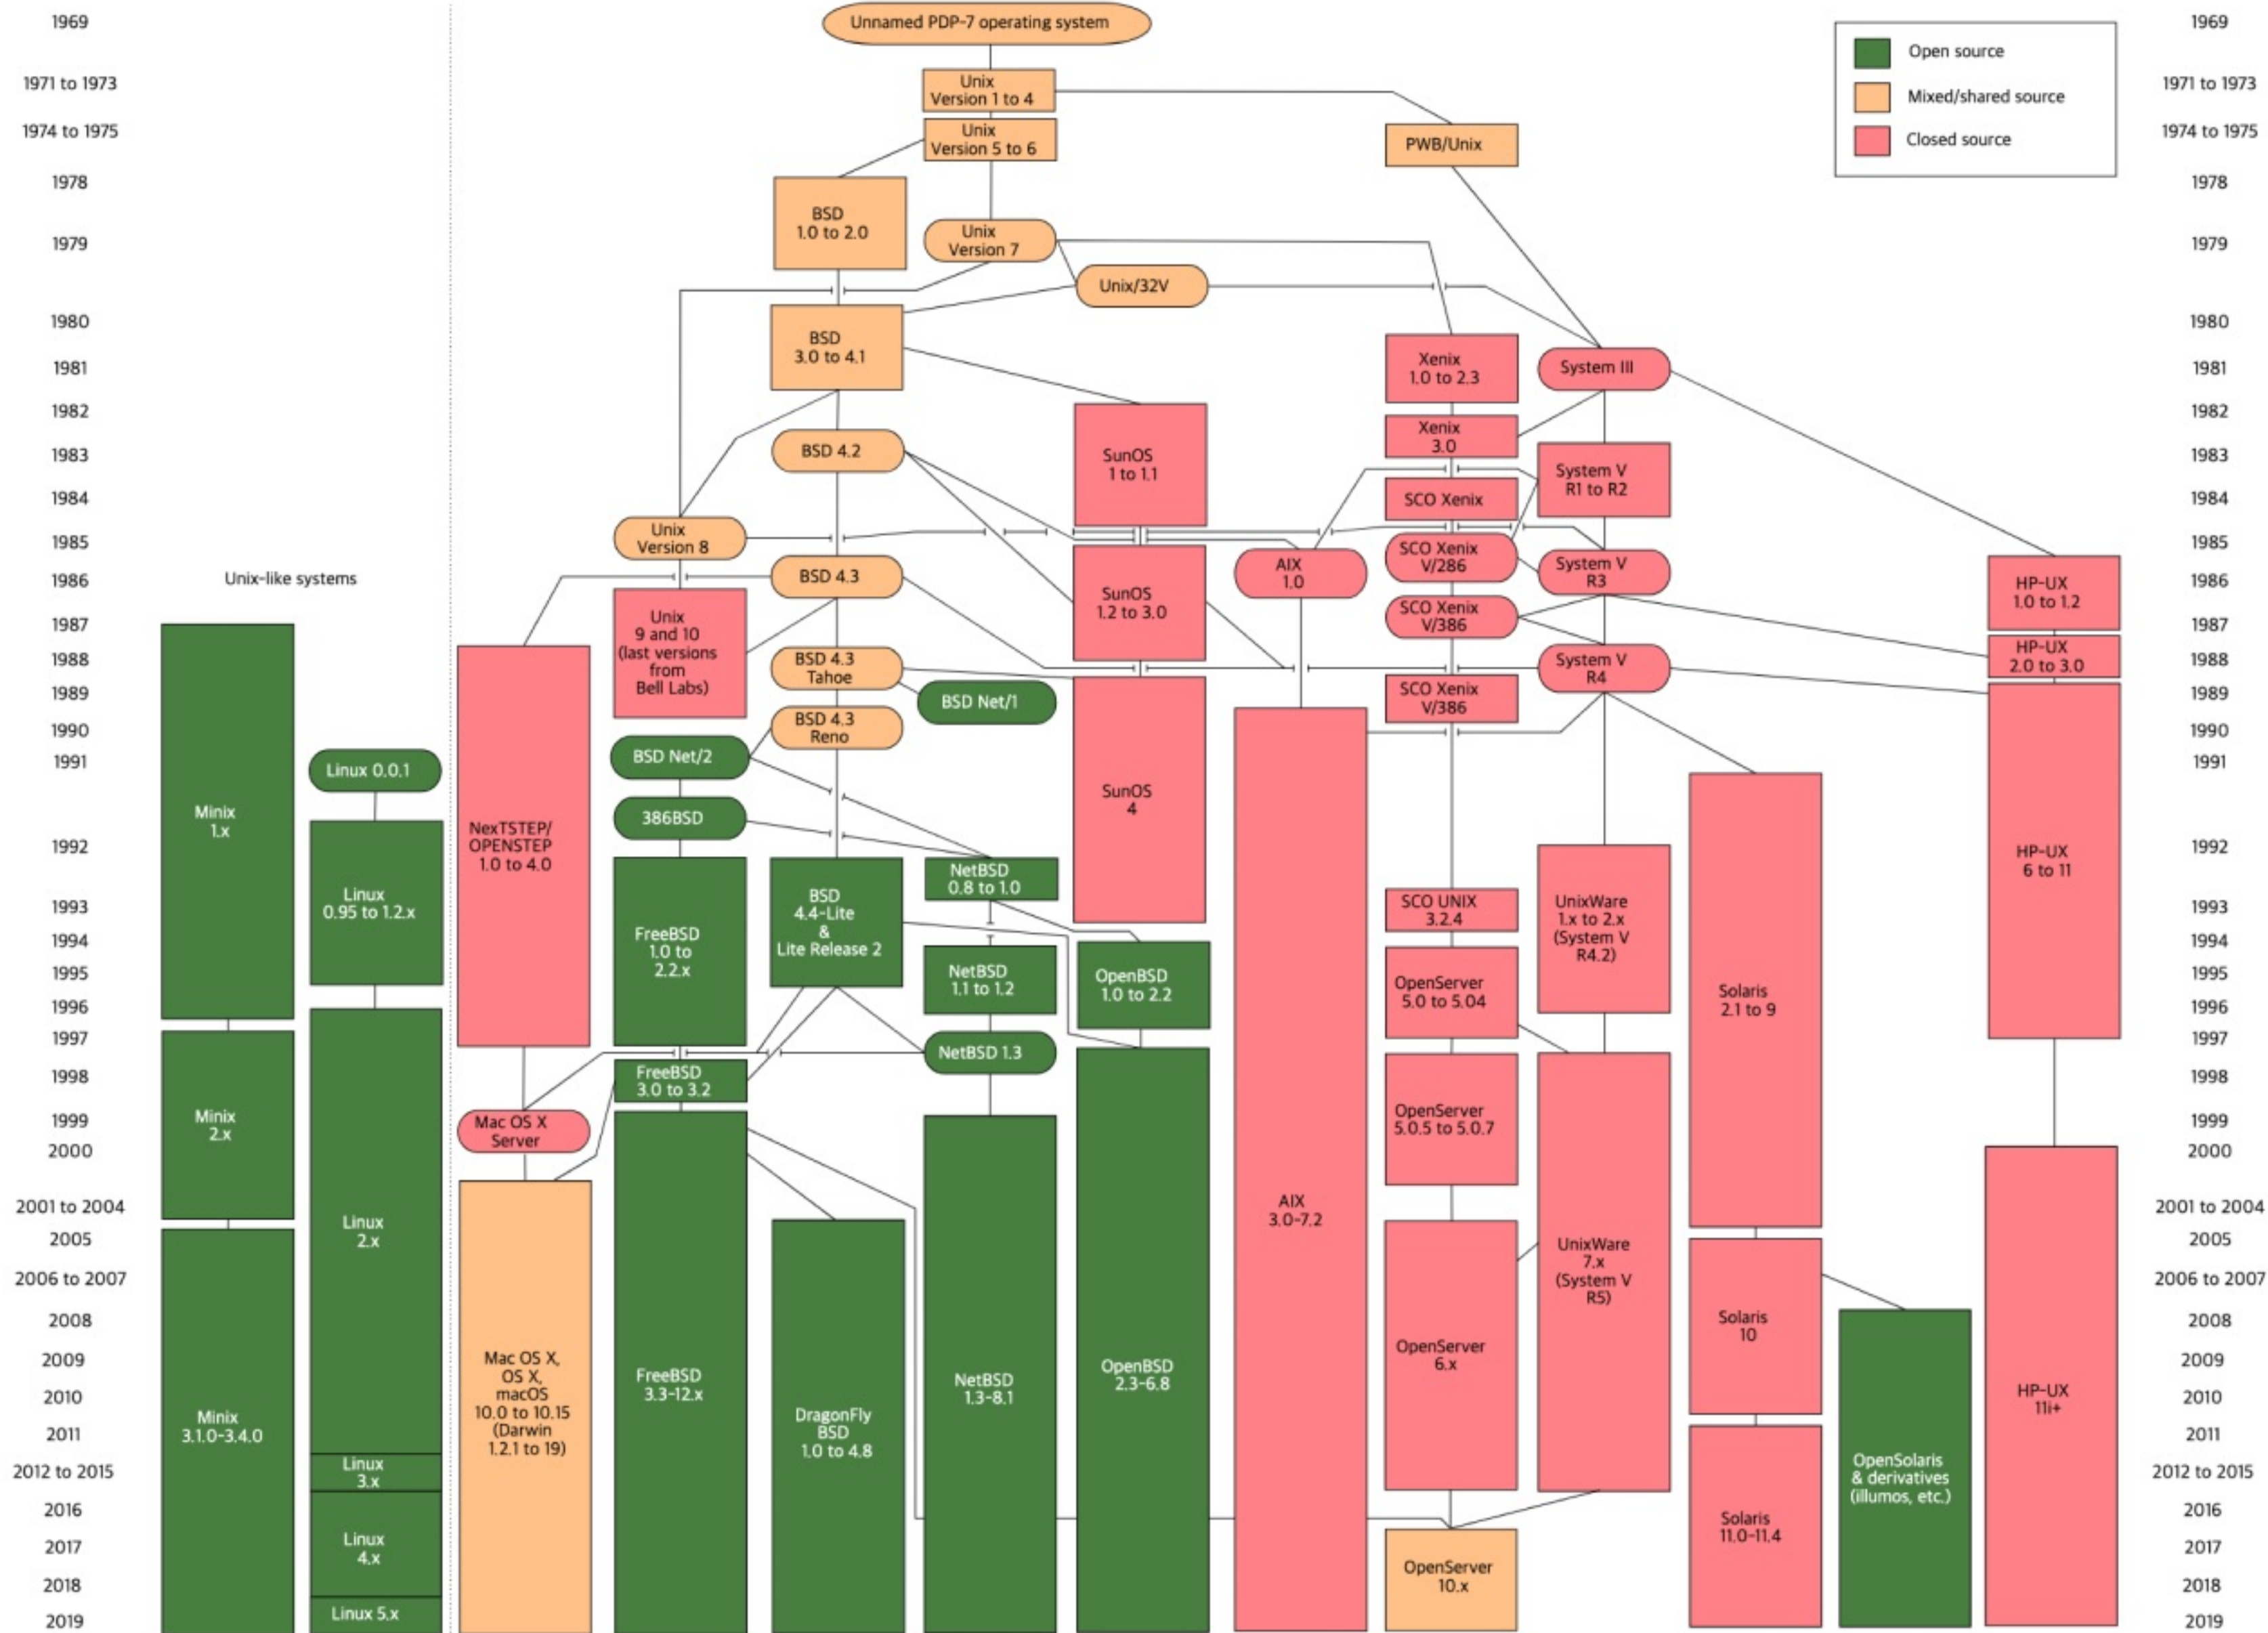 1969
Unnamed PDP-7 operating system
1969
Open source
Mixed/shared source
Closed source
1971 to 1973
Unix
Version 1 to 4
1971 to 1973
1974 to 1975
Unix
Version 5 to 6
PWB/Unix
1974 to 1975
1978
1978
BSD
1.0 to 2.0
Unix
Version 7
1979
1979
Unix/32V
1980
1980
BSD
3.0 to 4.1
Xenix
1.0 to 2.3
System III
1981
1981
1982
1982
Xenix
3.0
BSD 4.2
1983
1983
SunOS
1 to 1.1
System V
R1 to R2
1984
SCO Xenix
1984
Unix
Version 8
1985
1985
SCO Xenix
V/286
System V
R3
AIX
1.0
BSD 4.3
Unix-like systems
1986
1986
HP-UX
1.0 to 1.2
SunOS
1.2 to 3.0
SCO Xenix
V/386
Unix
9 and 10
(last versions
from
Bell Labs)
1987
1987
BSD 4.3
Tahoe
System V
R4
HP-UX
2.0 to 3.0
1988
1988
1989
1989
BSD Net/1
SCO Xenix
V/386
BSD 4.3
Reno
1990
1990
BSD Net/2
1991
1991
Linux 0.0.1
Minix
1.x
386BSD
SunOS
4
NexTSTEP/
OPENSTEP
1.0 to 4.0
1992
1992
HP-UX
6 to 11
NetBSD
0.8 to 1.0
Linux
0.95 to 1.2.x
BSD
4.4-Lite
&
Lite Release 2
SCO UNIX
3.2.4
UnixWare
1.x to 2.x
(System V
R4.2)
1993
1993
FreeBSD
1.0 to
2.2.x
1994
1994
1995
1995
NetBSD
1.1 to 1.2
OpenBSD
1.0 to 2.2
OpenServer
5.0 to 5.04
Solaris
2.1 to 9
1996
1996
1997
1997
NetBSD 1.3
FreeBSD
3.0 to 3.2
1998
1998
Minix
2.x
Mac OS X
Server
OpenServer
5.0.5 to 5.0.7
1999
1999
2000
2000
2001 to 2004
2001 to 2004
Linux
2.x
AIX
3.0-7.2
2005
2005
UnixWare
7.x
(System V
R5)
2006 to 2007
2006 to 2007
2008
2008
Solaris
10
OpenServer
6.x
2009
2009
Mac OS X,
OS X,
macOS
10.0 to 10.15
(Darwin
1.2.1 to 19)
FreeBSD
3.3-12.x
NetBSD
1.3-8.1
OpenBSD
2.3-6.8
2010
2010
HP-UX
11i+
Minix
3.1.0-3.4.0
DragonFly
BSD
1.0 to 4.8
2011
2011
Linux
3.x
2012 to 2015
2012 to 2015
OpenSolaris
& derivatives
(illumos, etc.)
2016
2016
Solaris
11.0-11.4
Linux
4.x
2017
2017
OpenServer
10.x
2018
2018
Linux 5.x
2019
2019